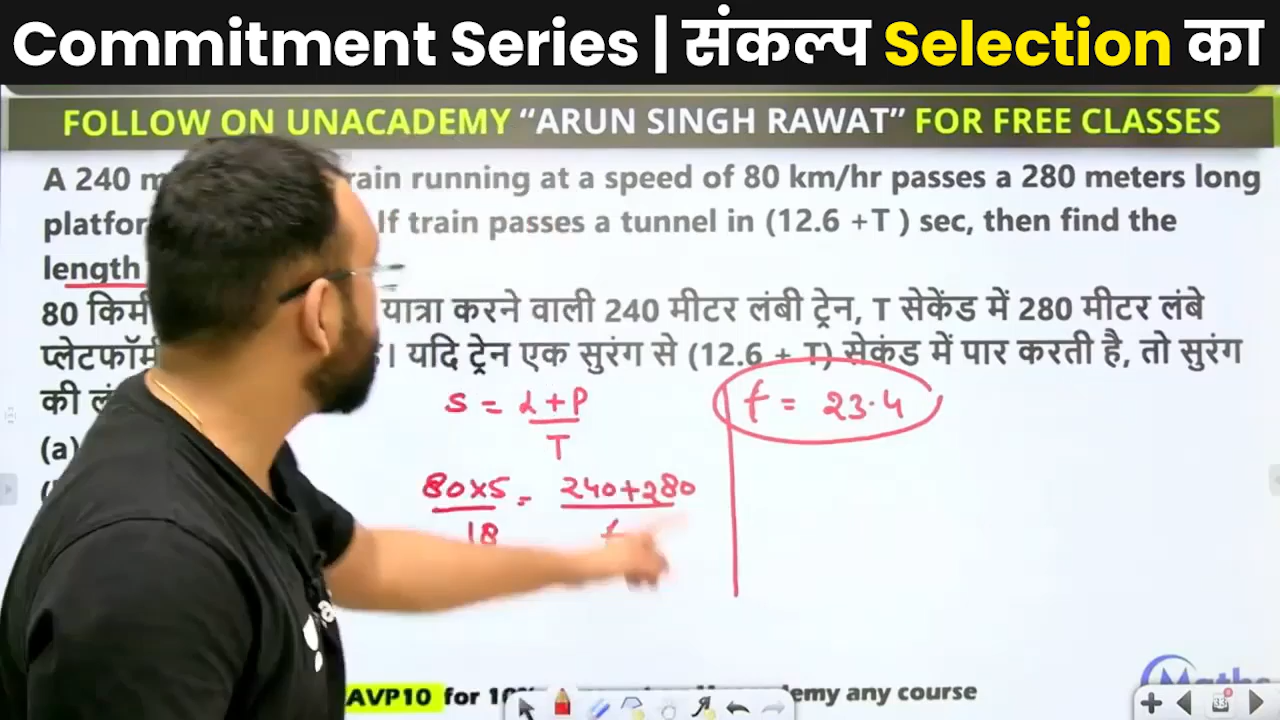 Commitment Series | संकल्प Selection का
FOLLOW ON UNACADEMY “ARUN SINGH RAWAT” FOR FREE CLASSES
A 240 rain running at a speed of 80 km/hr passes a 280 meters long
platfor If train passes a tunnel in (12.6 +T ) sec, then find the
length
80 किमी यात्रा करने वाली 240 मीटर लंबी ट्रेन, T सेकेंड में 280 मीटर लंबे
प्लेटफॉर्म । यदि ट्रेन एक सुरंग से (12.6 + T) सेकंड में पार करती है, तो सुरंग
की लं
(a)
S = L+P
T
t = 23.4
80×5 = 240+280
18 t
AVP10 for 10% any course
Maths